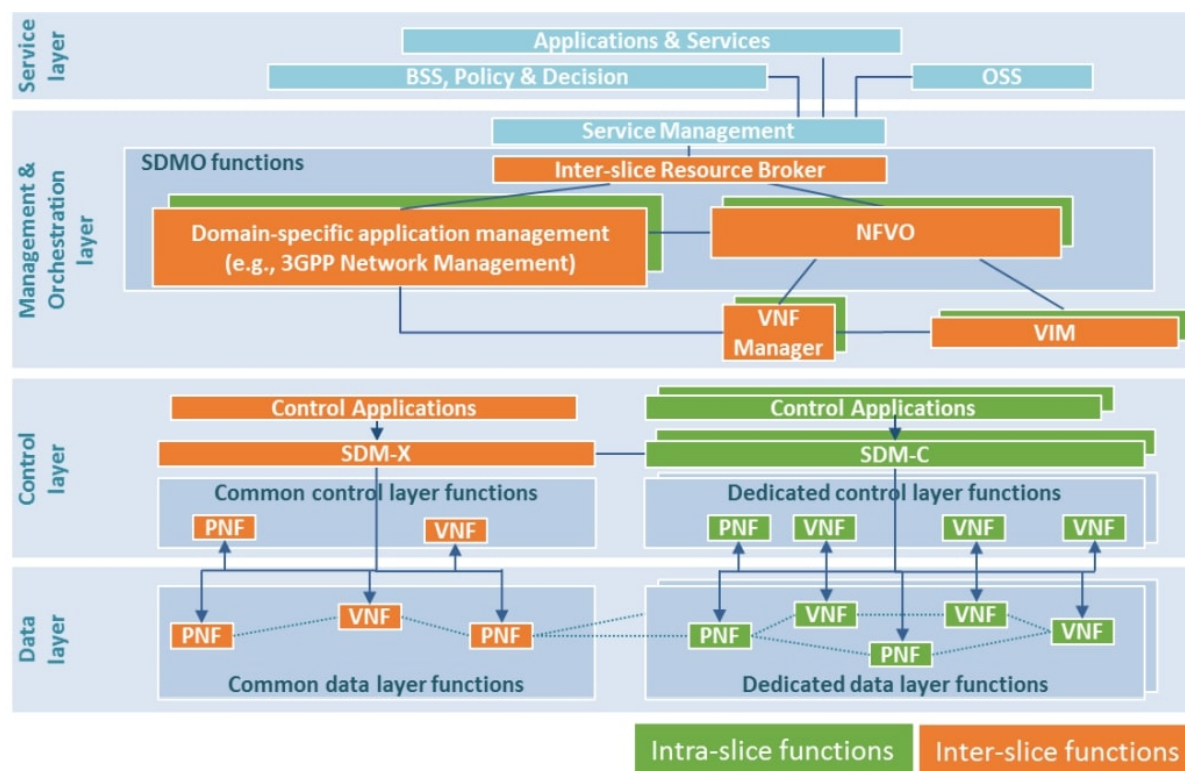 Service
layer
Applications & Services
BSS, Policy & Decision
OSS
Management &
Orchestration
layer
Service Management
SDMO functions
Inter-slice Resource Broker
Domain-specific application management
(e.g., 3GPP Network Management)
NFVO
VNF
Manager
VIM
Control
layer
Control Applications
Control Applications
SDM-X
SDM-C
Common control layer functions
Dedicated control layer functions
PNF
VNF
PNF
VNF
VNF
VNF
Data
layer
PNF
VNF
PNF
PNF
VNF
PNF
VNF
VNF
Common data layer functions
Dedicated data layer functions
Intra-slice functions
Inter-slice functions